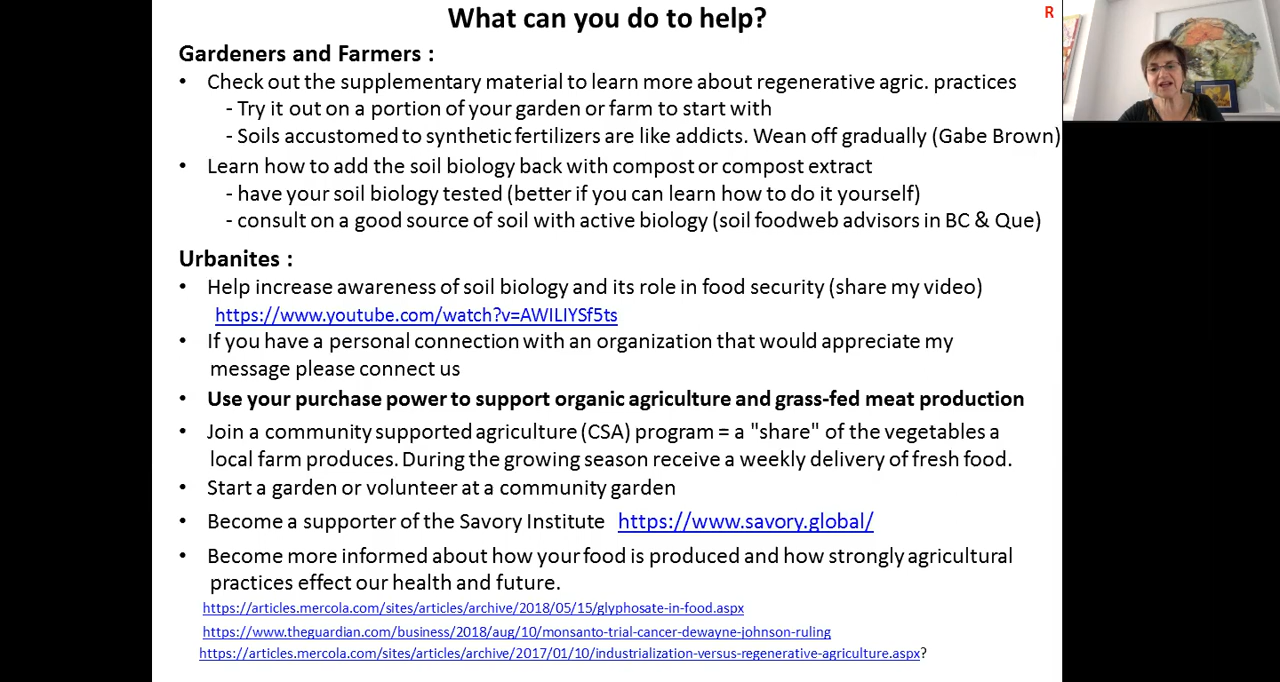 What can you do to help?
R
Gardeners and Farmers :
• Check out the supplementary material to learn more about regenerative agric. practices
- Try it out on a portion of your garden or farm to start with
- Soils accustomed to synthetic fertilizers are like addicts. Wean off gradually (Gabe Brown)
• Learn how to add the soil biology back with compost or compost extract
- have your soil biology tested (better if you can learn how to do it yourself)
- consult on a good source of soil with active biology (soil foodweb advisors in BC & Que)
Urbanites :
• Help increase awareness of soil biology and its role in food security (share my video)
https://www.youtube.com/watch?v=AWILIYSf5ts
• If you have a personal connection with an organization that would appreciate my
message please connect us
• Use your purchase power to support organic agriculture and grass-fed meat production
• Join a community supported agriculture (CSA) program = a "share" of the vegetables a
local farm produces. During the growing season receive a weekly delivery of fresh food.
• Start a garden or volunteer at a community garden
• Become a supporter of the Savory Institute https://www.savory.global/
• Become more informed about how your food is produced and how strongly agricultural
practices effect our health and future.
https://articles.mercola.com/sites/articles/archive/2018/05/15/glyphosate-in-food.aspx
https://www.theguardian.com/business/2018/aug/10/monsanto-trial-cancer-dewayne-johnson-ruling
https://articles.mercola.com/sites/articles/archive/2017/01/10/industrialization-versus-regenerative-agriculture.aspx?